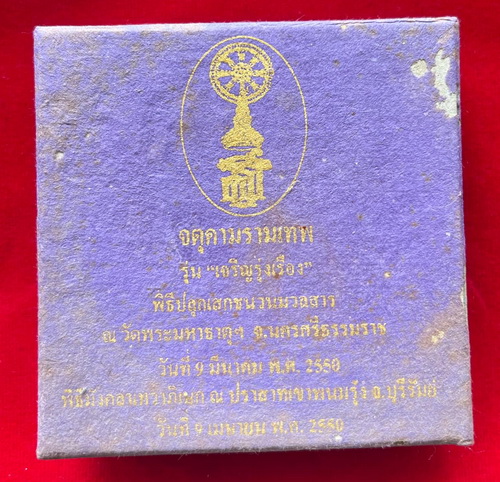 จตุคามรามเทพ
รุ่น "เจริญรุ่งเรือง"
พิธีปลุกเสกชนวนมวลสาร
ณ วัดพระมหาธาตุฯ จ.นครศรีธรรมราช
วันที่ 9 มีนาคม พ.ศ. 2550
พิธีมังคลามหาภิเษก ณ ปราสาทเขาพนมรุ้ง จ.บุรีรัมย์
วันที่ 9 เมษายน พ.ศ. 2550